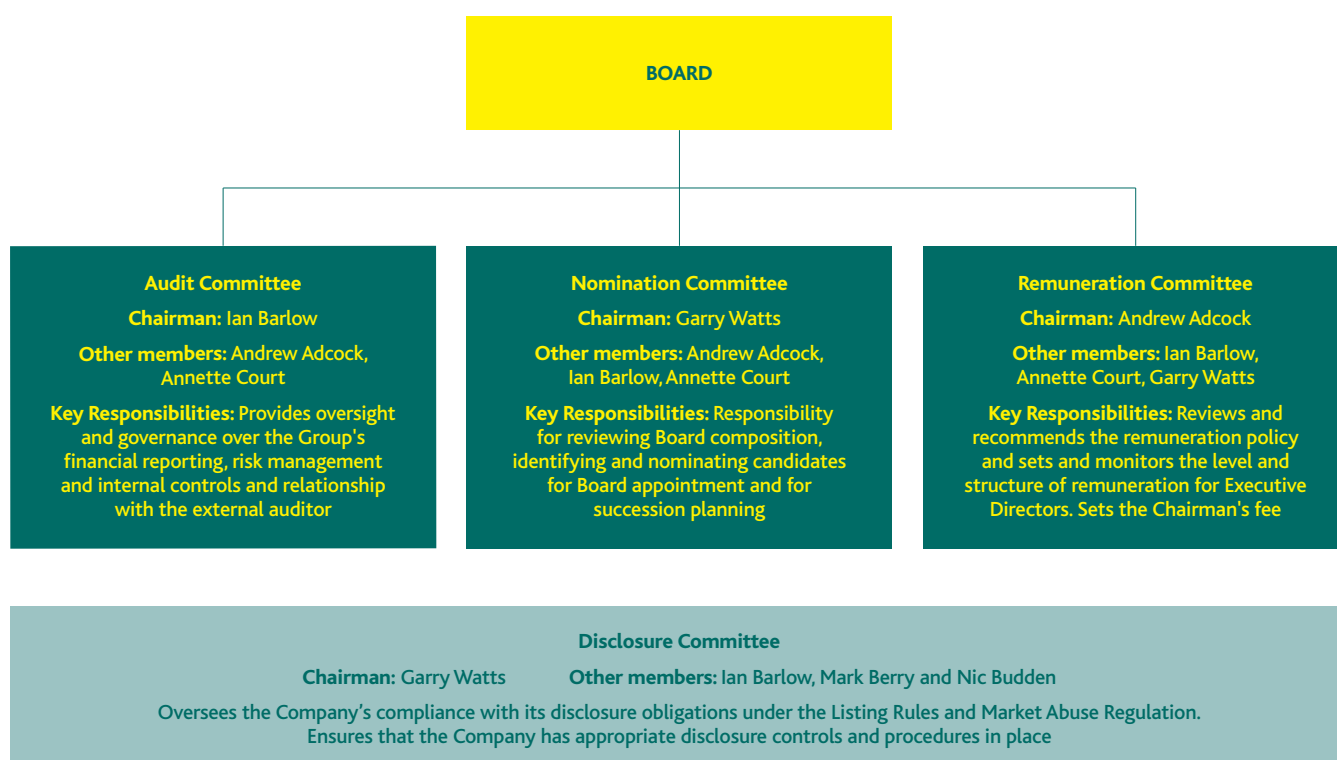 BOARD
Audit Committee
Chairman: Ian Barlow
Other members: Andrew Adcock,
Annette Court
Key Responsibilities: Provides oversight
and governance over the Group's
financial reporting, risk management
and internal controls and relationship
with the external auditor
Nomination Committee
Chairman: Garry Watts
Other members: Andrew Adcock,
Ian Barlow, Annette Court
Key Responsibilities: Responsibility
for reviewing Board composition,
identifying and nominating candidates
for Board appointment and for
succession planning
Remuneration Committee
Chairman: Andrew Adcock
Other members: Ian Barlow,
Annette Court, Garry Watts
Key Responsibilities: Reviews and
recommends the remuneration policy
and sets and monitors the level and
structure of remuneration for Executive
Directors. Sets the Chairman's fee
Disclosure Committee
Chairman: Garry Watts Other members: Ian Barlow, Mark Berry and Nic Budden
Oversees the Company's compliance with its disclosure obligations under the Listing Rules and Market Abuse Regulation.
Ensures that the Company has appropriate disclosure controls and procedures in place